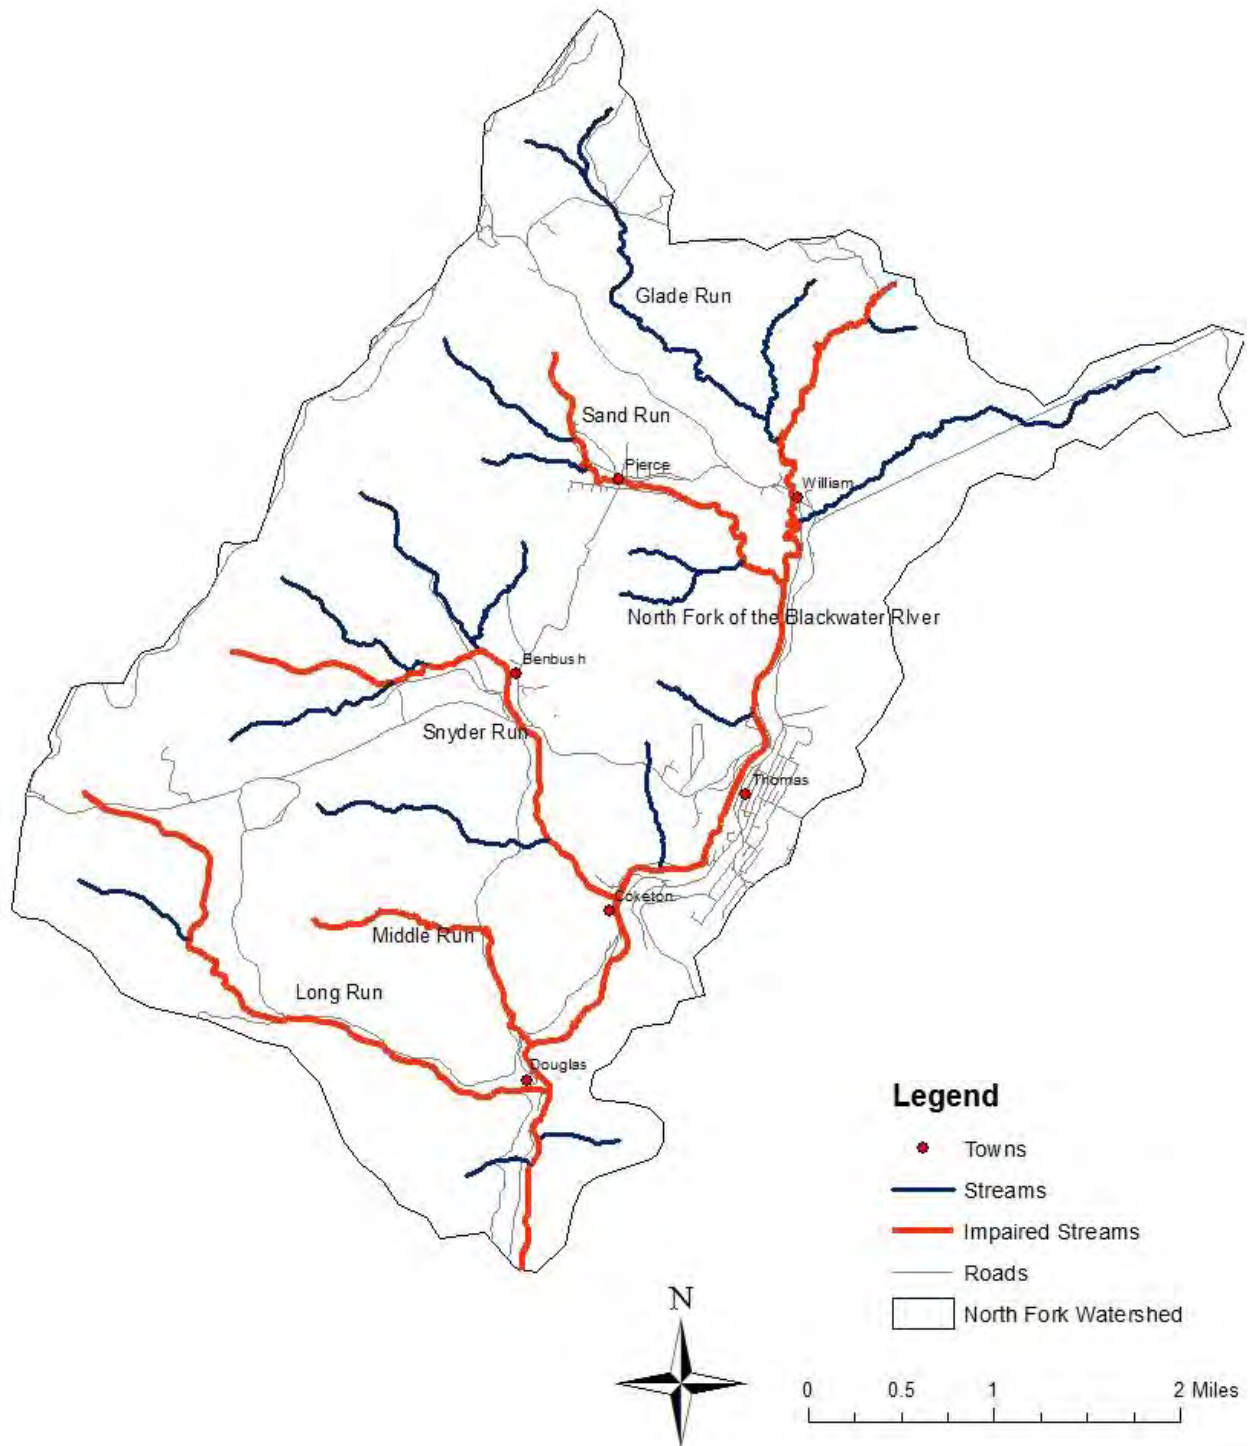 Glade Run
Sand Run
Pierce
William
North Fork of the Blackwater RIver
Benbush
Snyder Run
Thomas
Coketon
Middle Run
Long Run
Douglas
Legend
Towns
Streams
Impaired Streams
Roads
North Fork Watershed
N
0 0.5 1 2 Miles